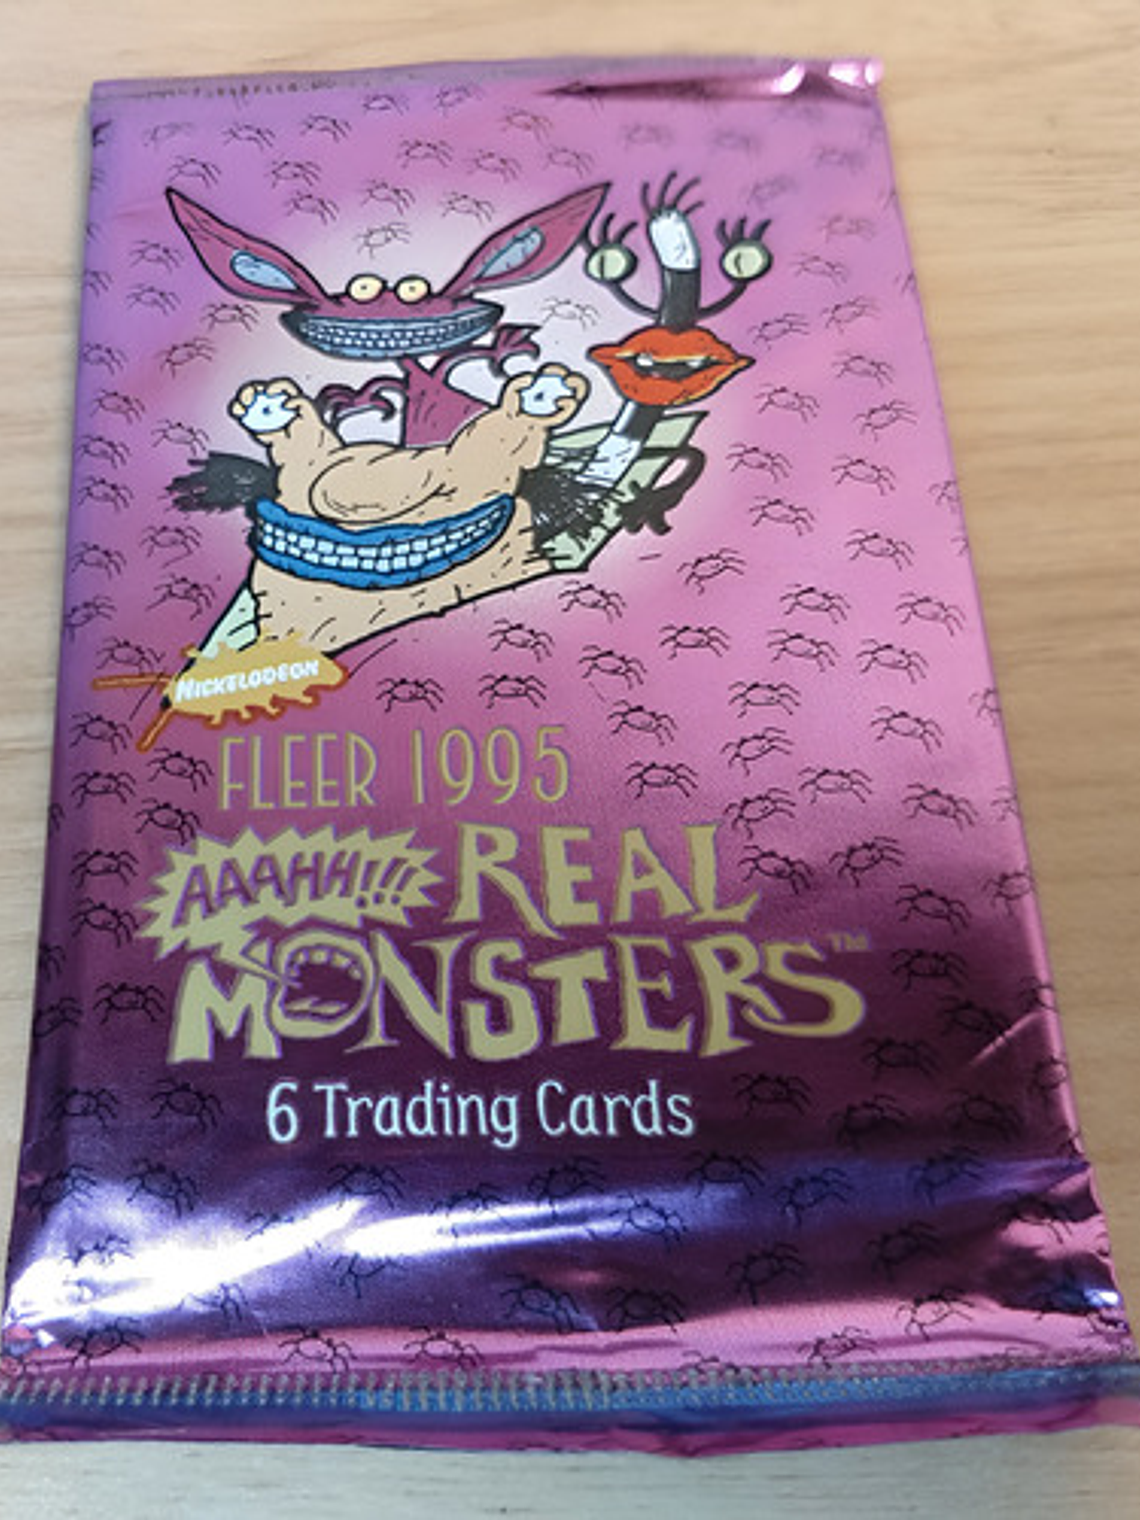 NICKELODEON
FLEER 1995
AAAHH!!! REAL
MONSTERS™
6 Trading Cards